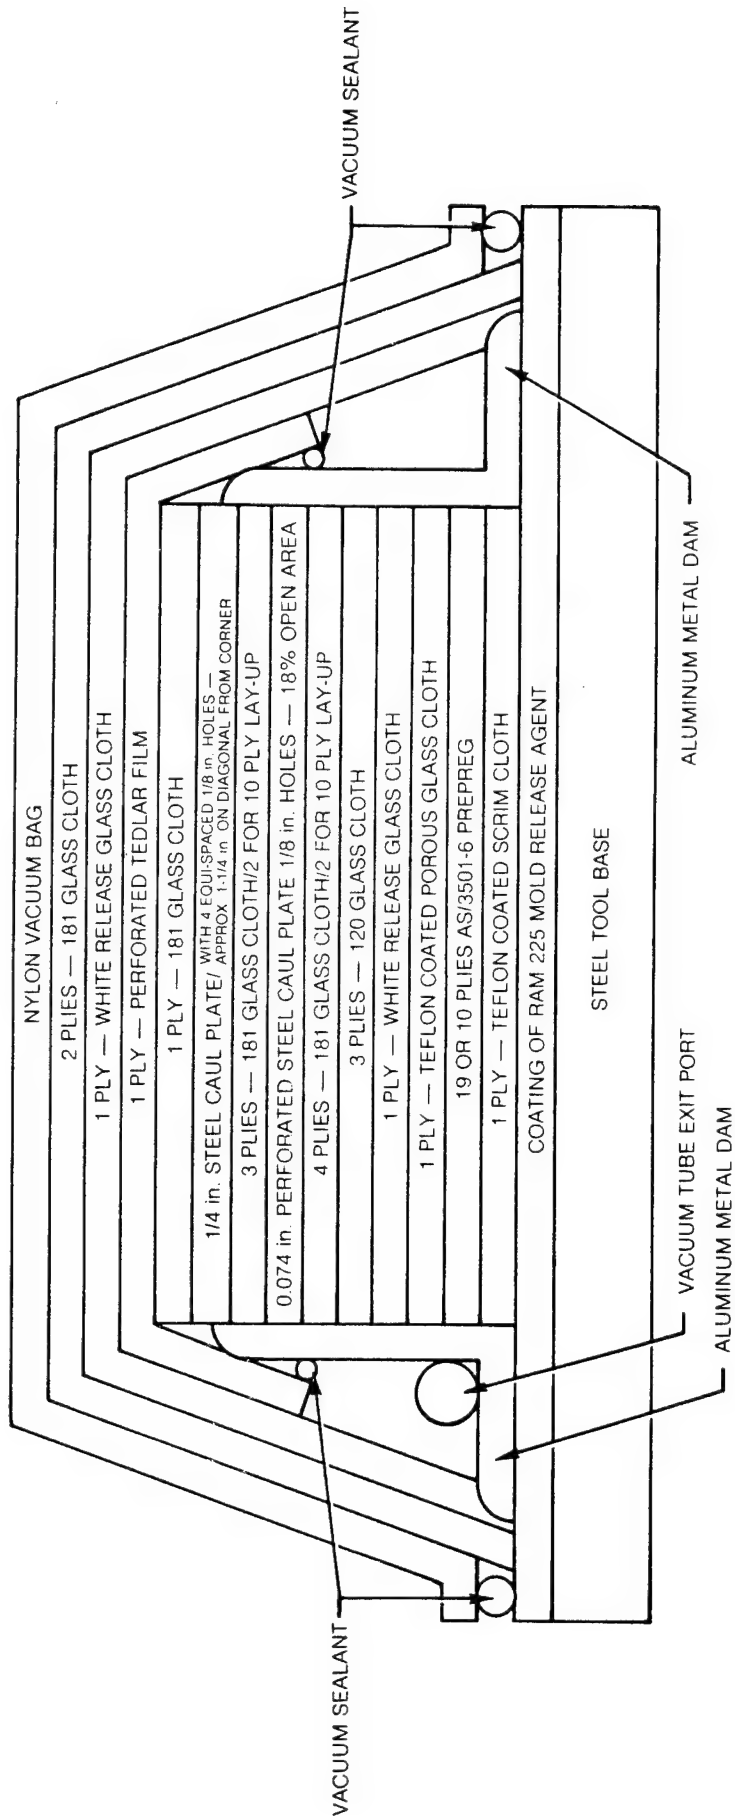 NYLON VACUUM BAG
2 PLIES — 181 GLASS CLOTH
1 PLY — WHITE RELEASE GLASS CLOTH
1 PLY — PERFORATED TEDLAR FILM
1 PLY — 181 GLASS CLOTH
1/4 in. STEEL CAUL PLATE/ WITH 4 EQUI-SPACED 1/8 in. HOLES —
APPROX 1-1/4 in ON DIAGONAL FROM CORNER
3 PLIES — 181 GLASS CLOTH/2 FOR 10 PLY LAY-UP
0.074 in. PERFORATED STEEL CAUL PLATE 1/8 in. HOLES — 18% OPEN AREA
4 PLIES — 181 GLASS CLOTH/2 FOR 10 PLY LAY-UP
3 PLIES — 120 GLASS CLOTH
1 PLY — WHITE RELEASE GLASS CLOTH
1 PLY — TEFLON COATED POROUS GLASS CLOTH
19 OR 10 PLIES AS/3501-6 PREPREG
1 PLY — TEFLON COATED SCRIM CLOTH
COATING OF RAM 225 MOLD RELEASE AGENT
STEEL TOOL BASE
VACUUM SEALANT
VACUUM SEALANT
VACUUM TUBE EXIT PORT
ALUMINUM METAL DAM
ALUMINUM METAL DAM